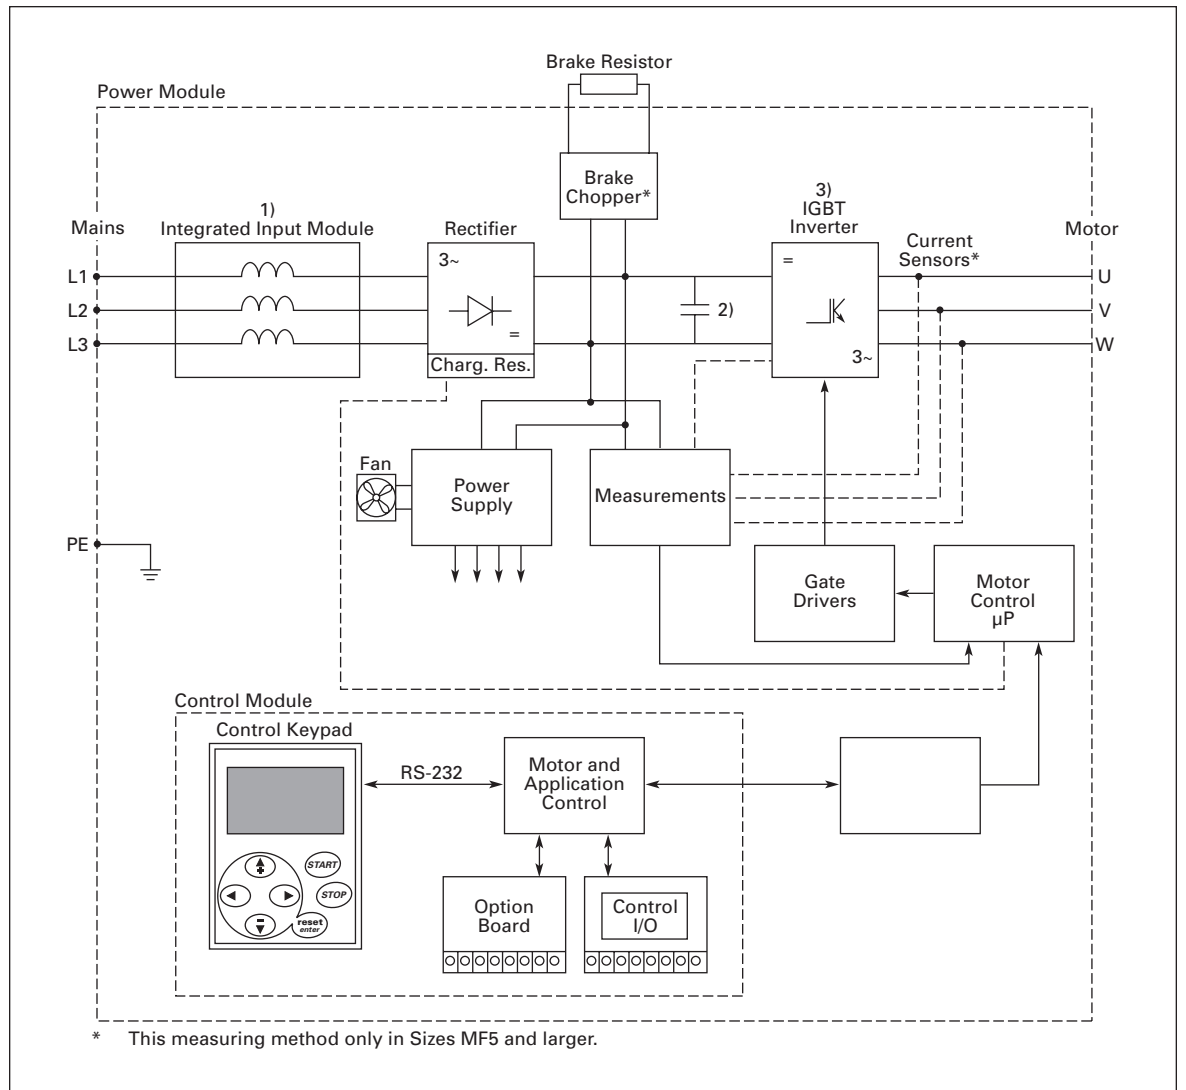 Brake Resistor
Power Module
Brake
Chopper*
1)
Integrated Input Module
Mains
Rectifier
3)
IGBT
Inverter
Current
Sensors*
Motor
L1
L2
L3
3~
=
Charg. Res.
2)
=
3~
U
V
W
Fan
Power
Supply
Measurements
PE
Gate
Drivers
Motor
Control
µP
Control Module
Control Keypad
RS-232
Motor and
Application
Control
START
STOP
reset
enter
Option
Board
Control
I/O
* This measuring method only in Sizes MF5 and larger.